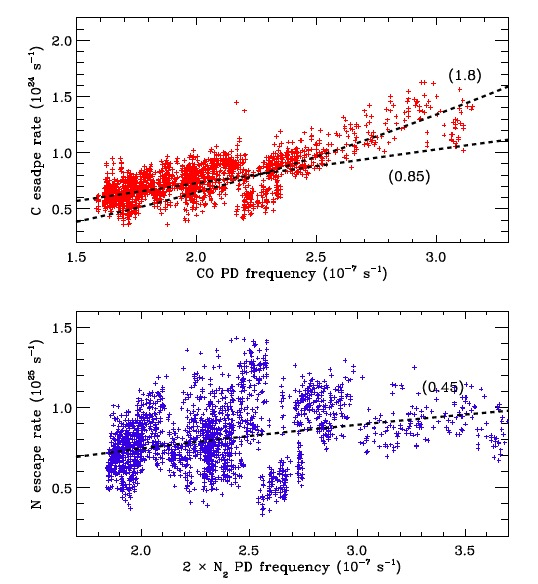 C esadpe rate (10²⁴ s⁻¹)
2.0
1.5
1.0
0.5
(1.8)
(0.85)
1.5 2.0 2.5 3.0
CO PD frequency (10⁻⁷ s⁻¹)
N escape rate (10²⁵ s⁻¹)
1.5
1.0
0.5
(0.45)
2.0 2.5 3.0 3.5
2 × N₂ PD frequency (10⁻⁷ s⁻¹)